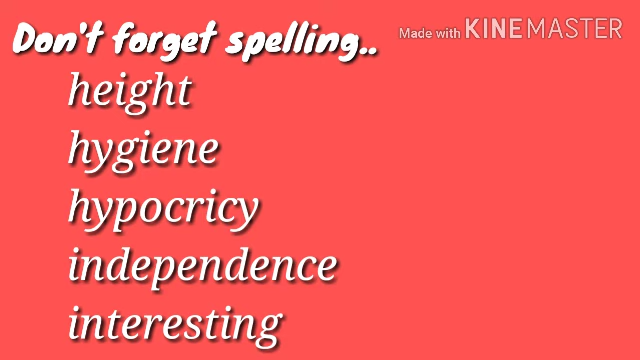 Don't forget spelling..
Made with KINEMASTER
height
hygiene
hypocricy
independence
interesting